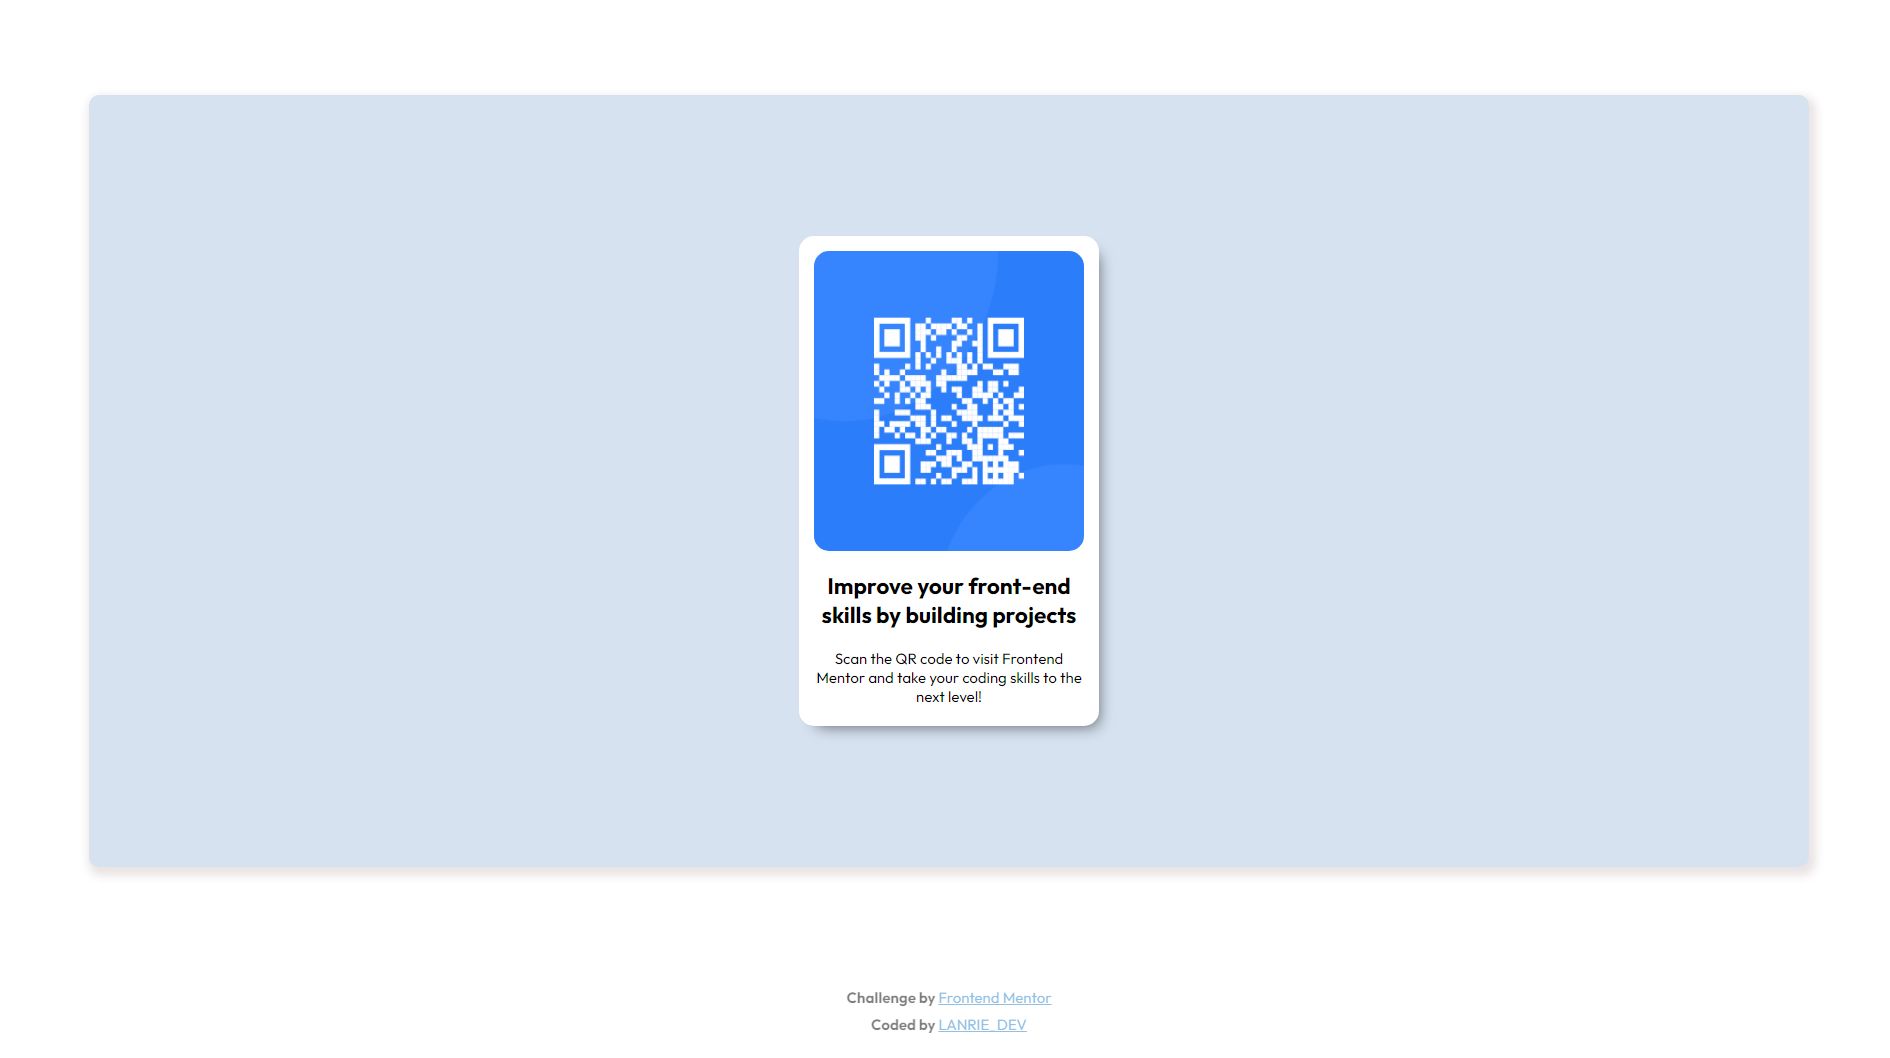 Improve your front-end
skills by building projects
Scan the QR code to visit Frontend
Mentor and take your coding skills to the
next level!
Challenge by Frontend Mentor
Coded by LANRIE_DEV